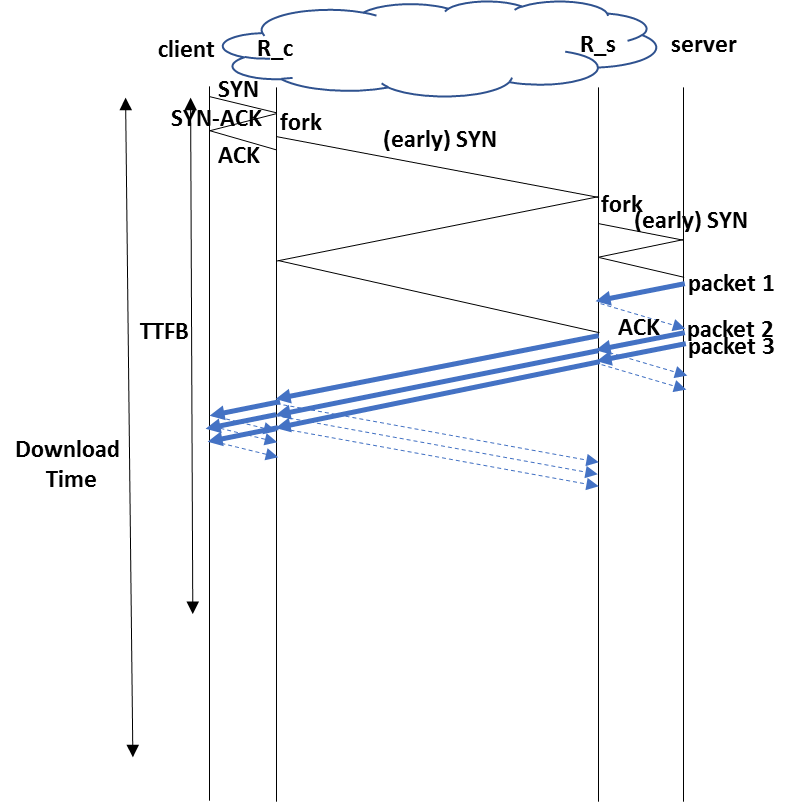 client
R_c
R_s
server
SYN
SYN-ACK
fork
ACK
(early) SYN
fork
(early) SYN
packet 1
TTFB
ACK
packet 2
packet 3
Download
Time